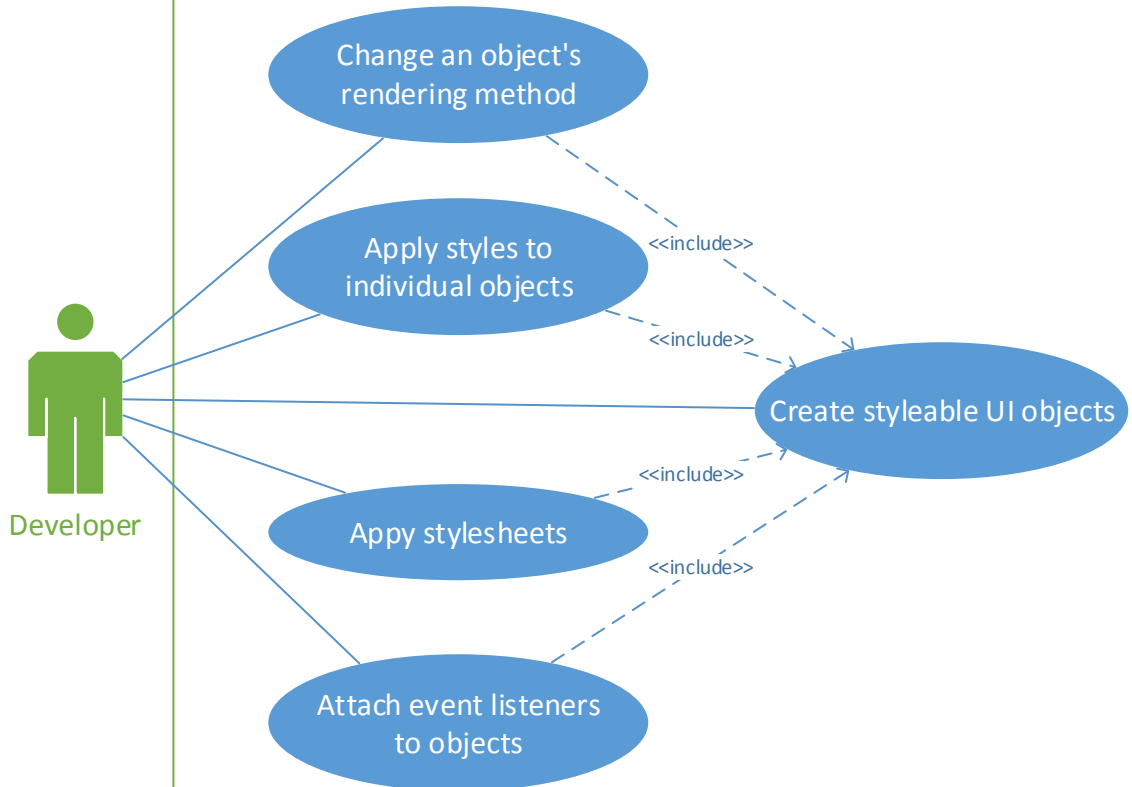 Change an object's
rendering method
<<include>>
Apply styles to
individual objects
<<include>>
Create styleable UI objects
<<include>>
Developer
Appy stylesheets
<<include>>
Attach event listeners
to objects